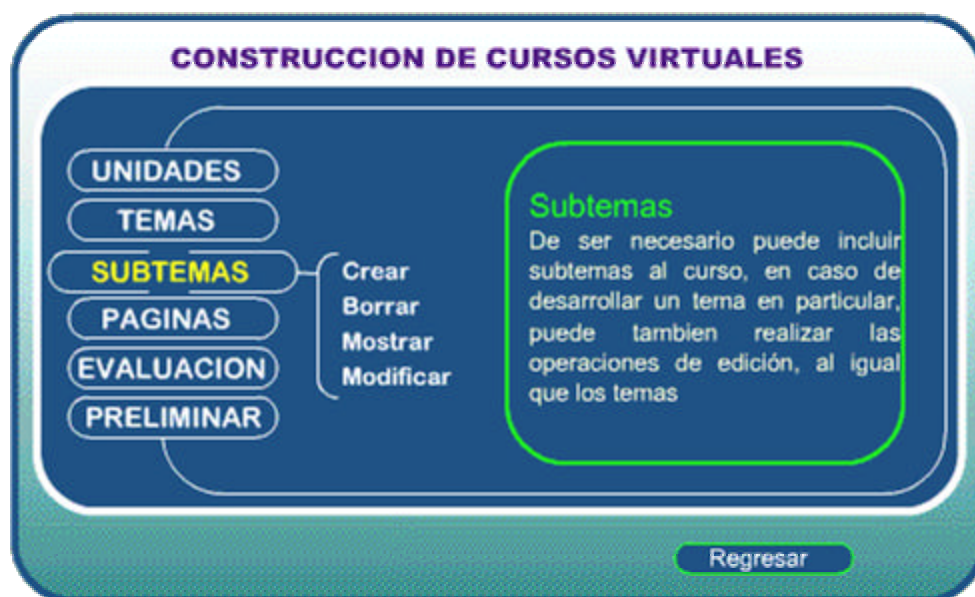 CONSTRUCCION DE CURSOS VIRTUALES
UNIDADES
TEMAS
SUBTEMAS
PAGINAS
EVALUACION
PRELIMINAR
Crear
Borrar
Mostrar
Modificar
Subtemas
De ser necesario puede incluir
subtemas al curso, en caso de
desarrollar un tema en particular,
puede tambien realizar las
operaciones de edición, al igual
que los temas
Regresar